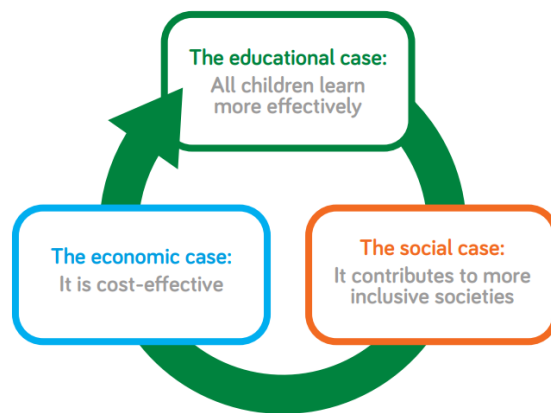 The educational case:
All children learn
more effectively
The economic case:
It is cost-effective
The social case:
It contributes to more
inclusive societies